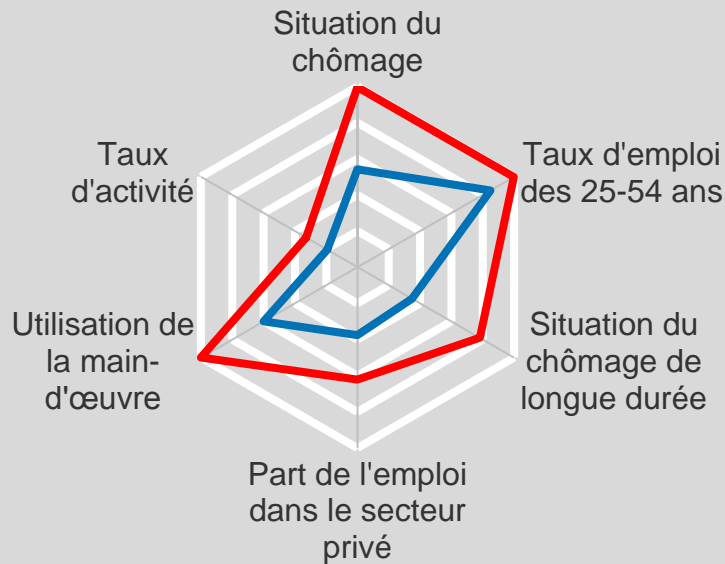 Situation du
chômage
Taux d'emploi
des 25-54 ans
Situation du
chômage de
longue durée
Part de l'emploi
dans le secteur
privé
Utilisation de
la main-
d'œuvre
Taux
d'activité